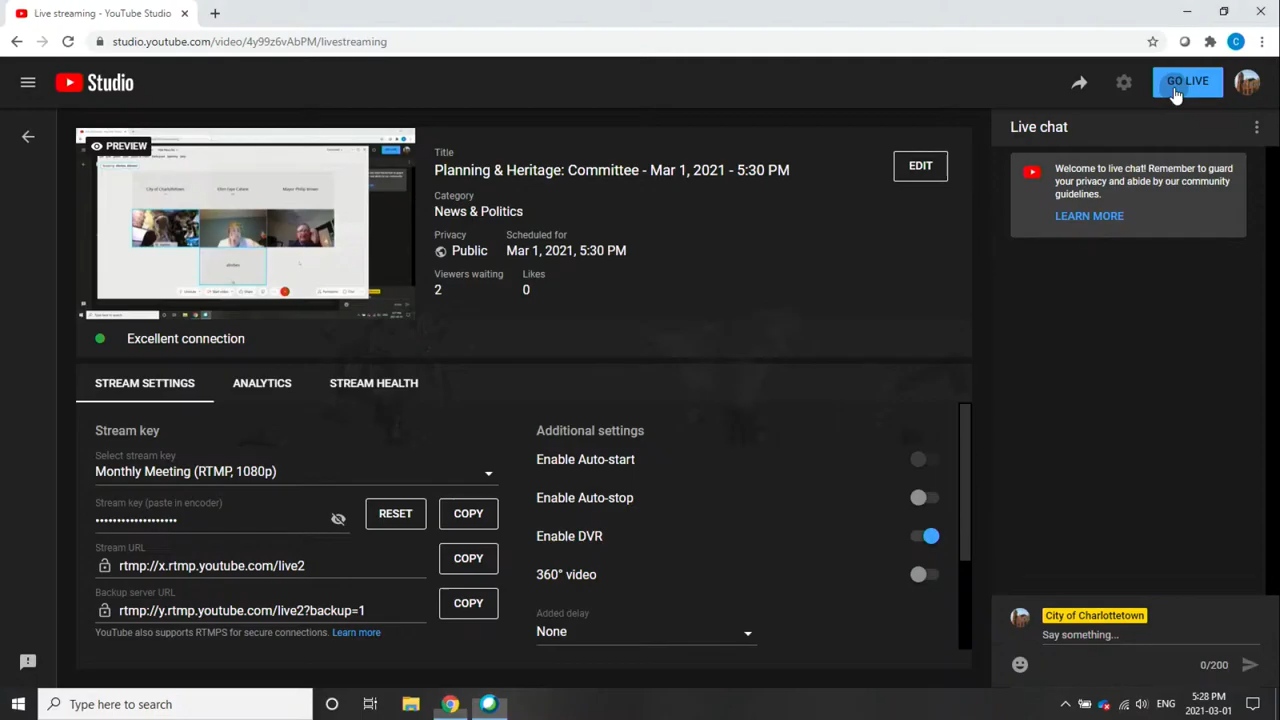 Live streaming - YouTube Studio
studio.youtube.com/video/4y99z6vAbPM/livestreaming
C
Studio
GO LIVE
PREVIEW
City of Charlottetown
Mayor Philip Brown
Title
Planning & Heritage: Committee - Mar 1, 2021 - 5:30 PM
EDIT
Category
News & Politics
Privacy
Scheduled for
Public
Mar 1, 2021, 5:30 PM
Viewers waiting
Likes
2
0
Excellent connection
Live chat
Welcome to live chat! Remember to guard
your privacy and abide by our community
guidelines.
LEARN MORE
STREAM SETTINGS
ANALYTICS
STREAM HEALTH
Stream key
Select stream key
Monthly Meeting (RTMP, 1080p)
Stream key (paste in encoder)
•••••••••••••••••••
RESET
COPY
Stream URL
rtmp://x.rtmp.youtube.com/live2
COPY
Backup server URL
rtmp://y.rtmp.youtube.com/live2?backup=1
COPY
YouTube also supports RTMPS for secure connections. Learn more
Additional settings
Enable Auto-start
Enable Auto-stop
Enable DVR
360° video
Added delay
None
City of Charlottetown
Say something...
0/200
Type here to search
ENG
5:28 PM
2021-03-01